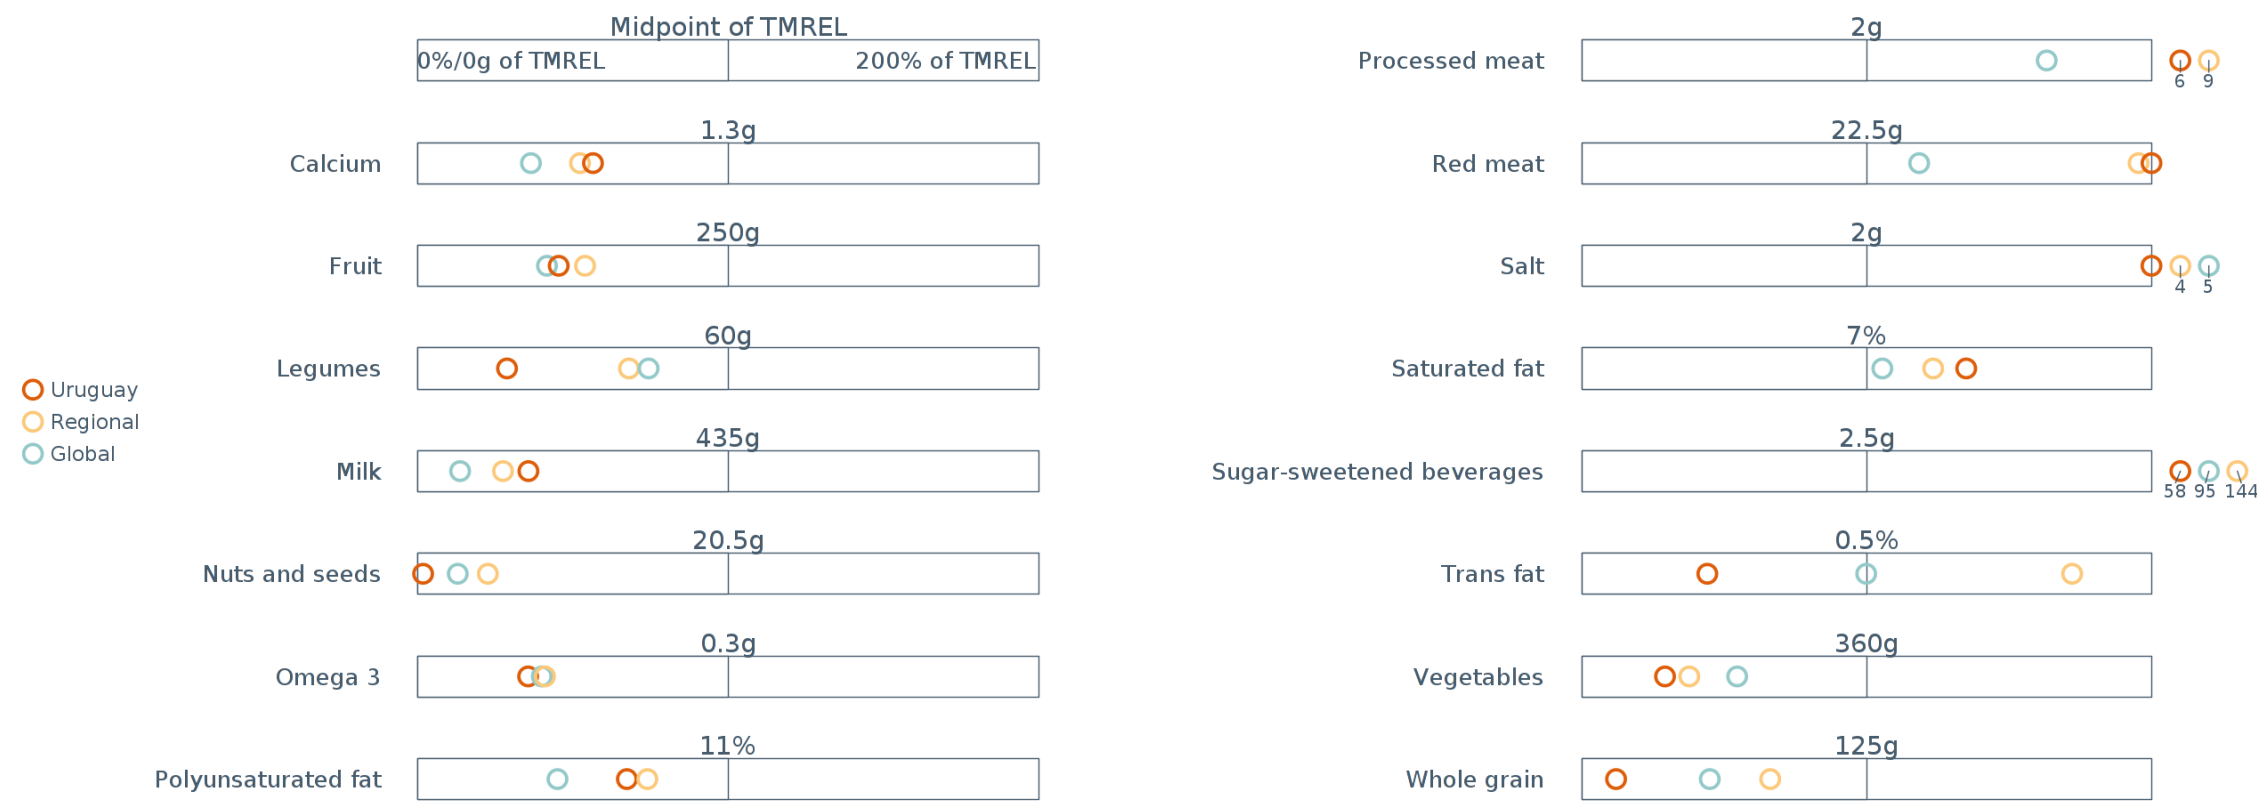 Midpoint of TMREL
0%/0g of TMREL 200% of TMREL
1.3g
Calcium
250g
Fruit
60g
Legumes
435g
Milk
20.5g
Nuts and seeds
0.3g
Omega 3
11%
Polyunsaturated fat
Uruguay
Regional
Global
2g
Processed meat
6 9
22.5g
Red meat
2g
Salt
4 5
7%
Saturated fat
2.5g
Sugar-sweetened beverages
58 95 144
0.5%
Trans fat
360g
Vegetables
125g
Whole grain